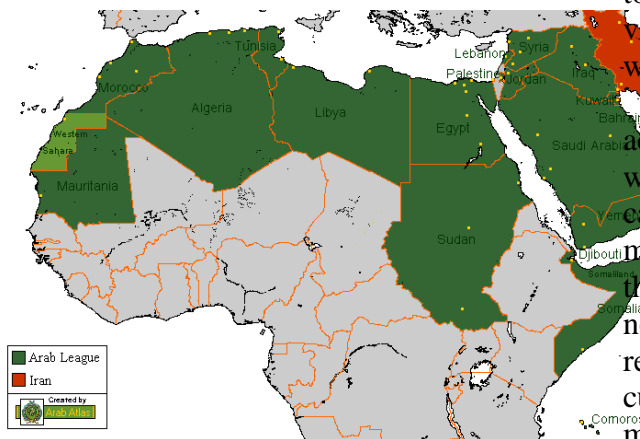 Tunisia
Lebanon
Syria
Palestine
Jordan
Iraq
Morocco
Algeria
Libya
Egypt
Kuwait
Bahrain
Western
Sahara
Saudi Arabia
Mauritania
Yemen
Sudan
Djibouti
Somaliland
Somalia
Comoros
Arab League
Iran
Created by
Arab Atlas